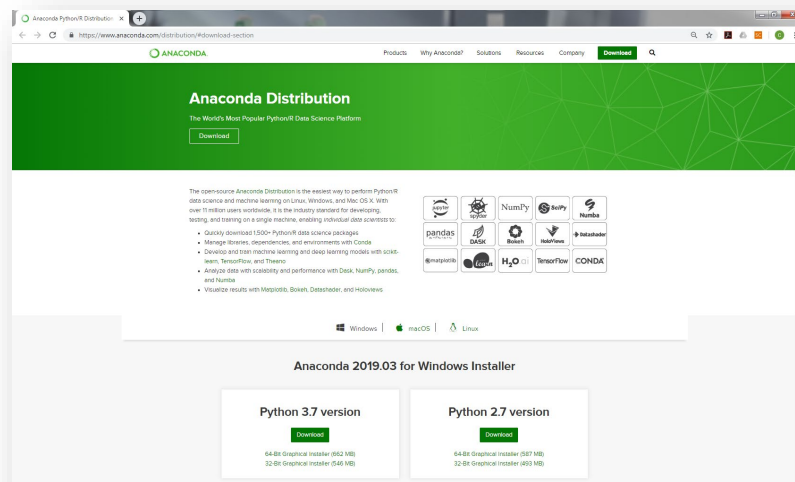 Anaconda Python/R Distribution
https://www.anaconda.com/distribution/#download-section
ANACONDA
Products Why Anaconda? Solutions Resources Company Download
Anaconda Distribution
The World's Most Popular Python/R Data Science Platform
Download
The open-source Anaconda Distribution is the easiest way to perform Python/R
data science and machine learning on Linux, Windows, and Mac OS X. With
over 11 million users worldwide, it is the industry standard for developing,
testing, and training on a single machine, enabling individual data scientists to:
• Quickly download 1,500+ Python/R data science packages
• Manage libraries, dependencies, and environments with Conda
• Develop and train machine learning and deep learning models with scikit-
learn, TensorFlow, and Theano
• Analyze data with scalability and performance with Dask, NumPy, pandas,
and Numba
• Visualize results with Matplotlib, Bokeh, Datashader, and Holoviews
jupyter spyder NumPy SciPy Numba
pandas DASK Bokeh HoloViews Datashader
matplotlib learn H2O.ai TensorFlow CONDA
Windows macOS Linux
Anaconda 2019.03 for Windows Installer
Python 3.7 version
Download
64-Bit Graphical Installer (662 MB)
32-Bit Graphical Installer (546 MB)
Python 2.7 version
Download
64-Bit Graphical Installer (587 MB)
32-Bit Graphical Installer (493 MB)